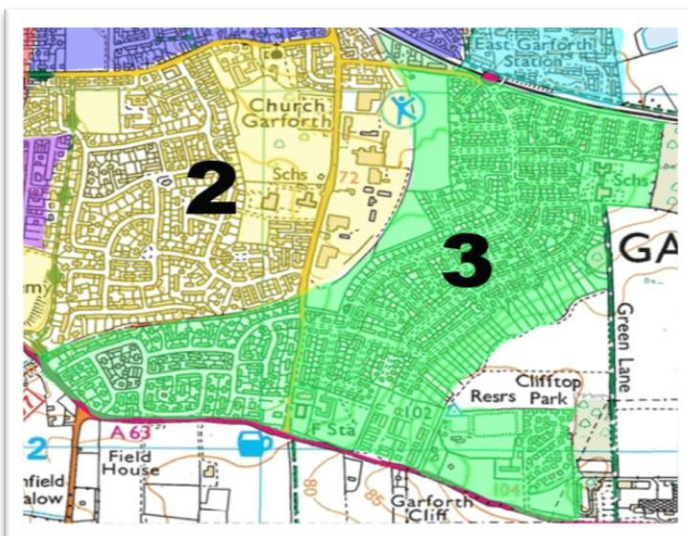 East Garforth
Station
Church
Garforth
2
Schs
72
Schs
3
GA
my
Green Lane
Clifftop
Resrs Park
102
F Sta
A 63
2
Field
House
nfield
alow
80
85
104
Garforth
Cliff